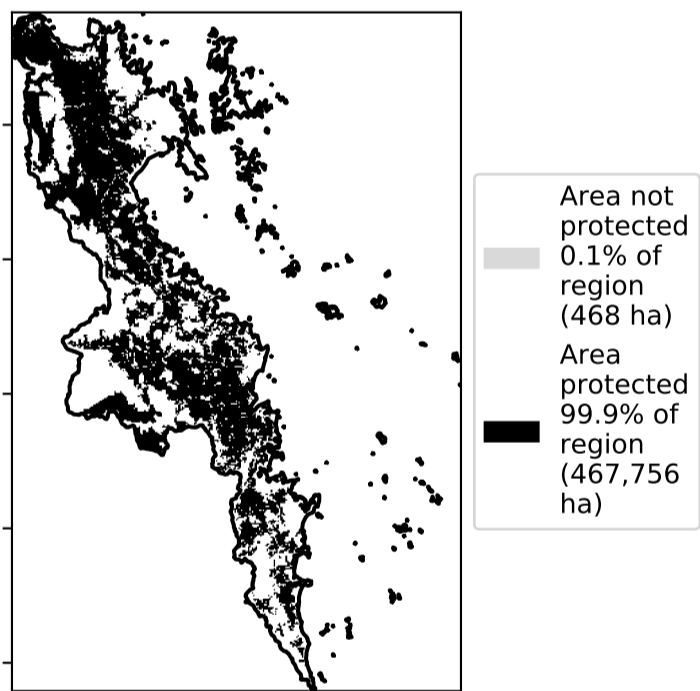 Area not
protected
0.1% of
region
(468 ha)
Area
protected
99.9% of
region
(467,756
ha)